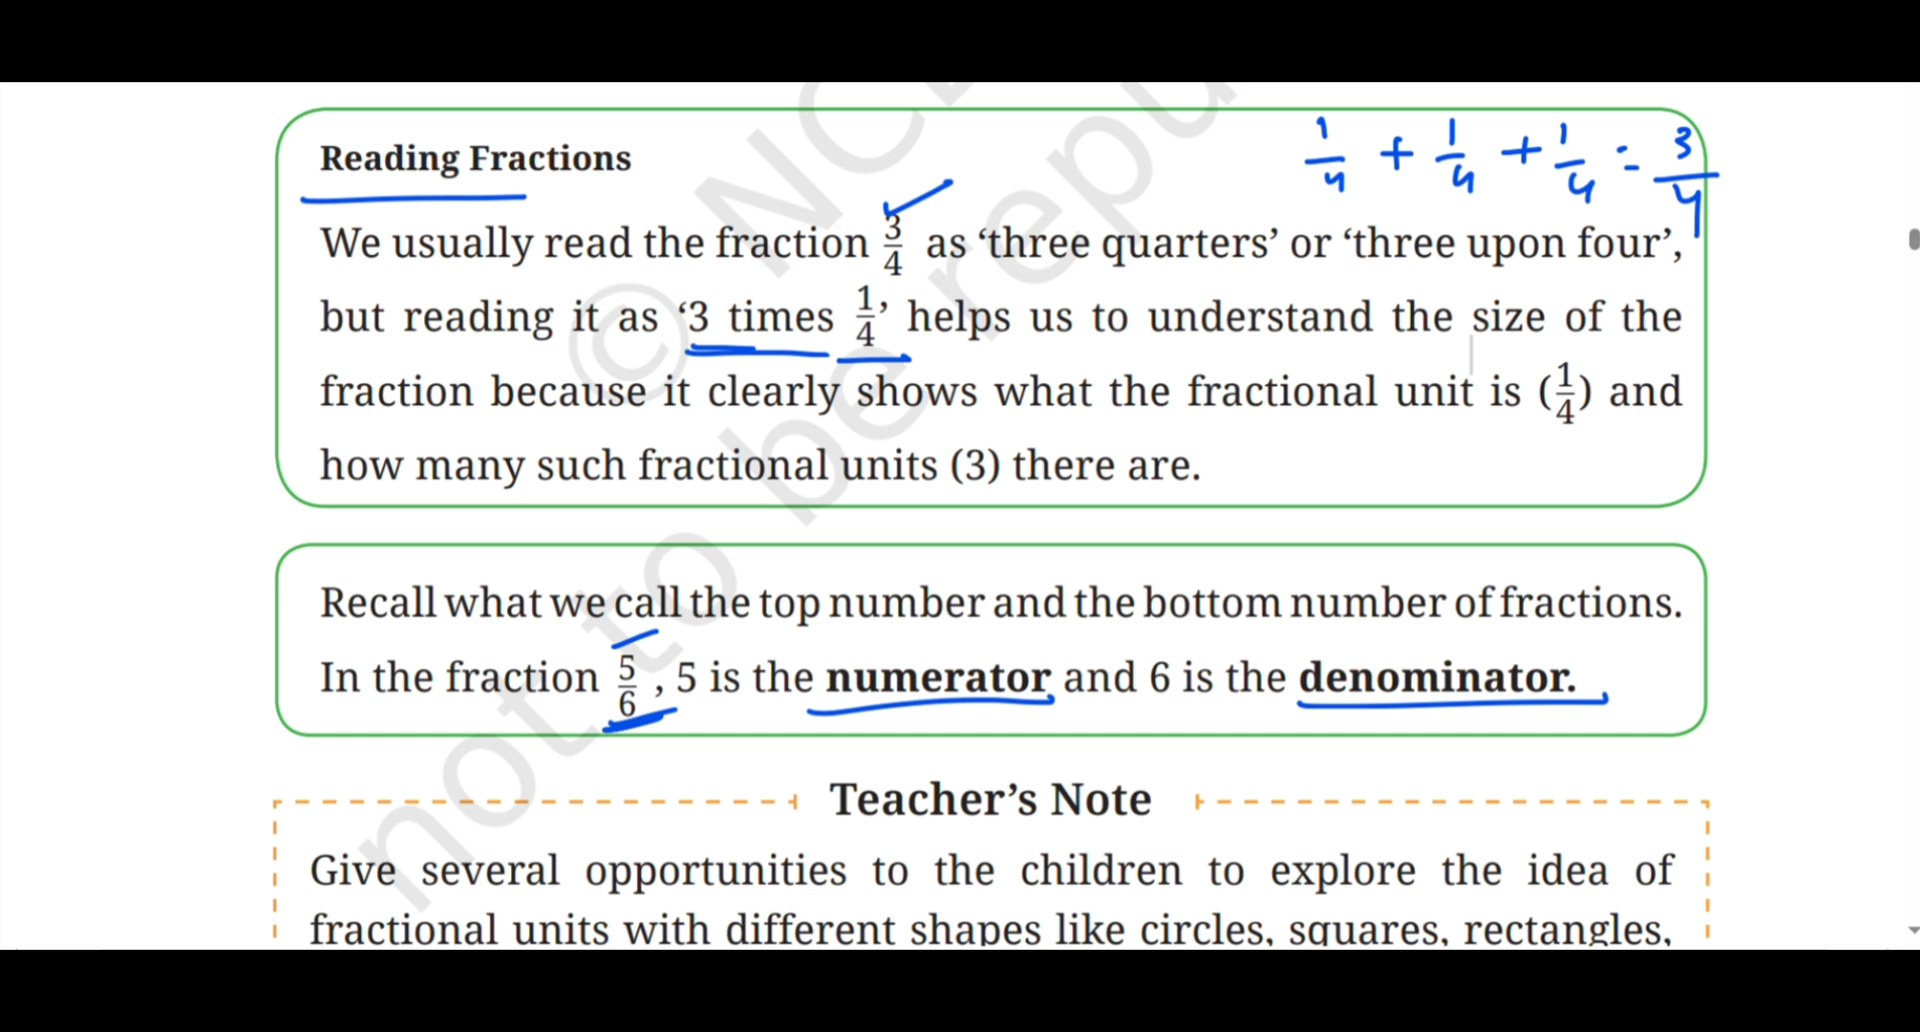 Reading Fractions
1/4 + 1/4 + 1/4 = 3/4
We usually read the fraction 3/4 as ‘three quarters’ or ‘three upon four’,
but reading it as ‘3 times 1/4’ helps us to understand the size of the
fraction because it clearly shows what the fractional unit is (1/4) and
how many such fractional units (3) there are.
Recall what we call the top number and the bottom number of fractions.
In the fraction 5/6 , 5 is the numerator and 6 is the denominator.
Teacher’s Note
Give several opportunities to the children to explore the idea of
fractional units with different shapes like circles, squares, rectangles,
© NC
not to be repu